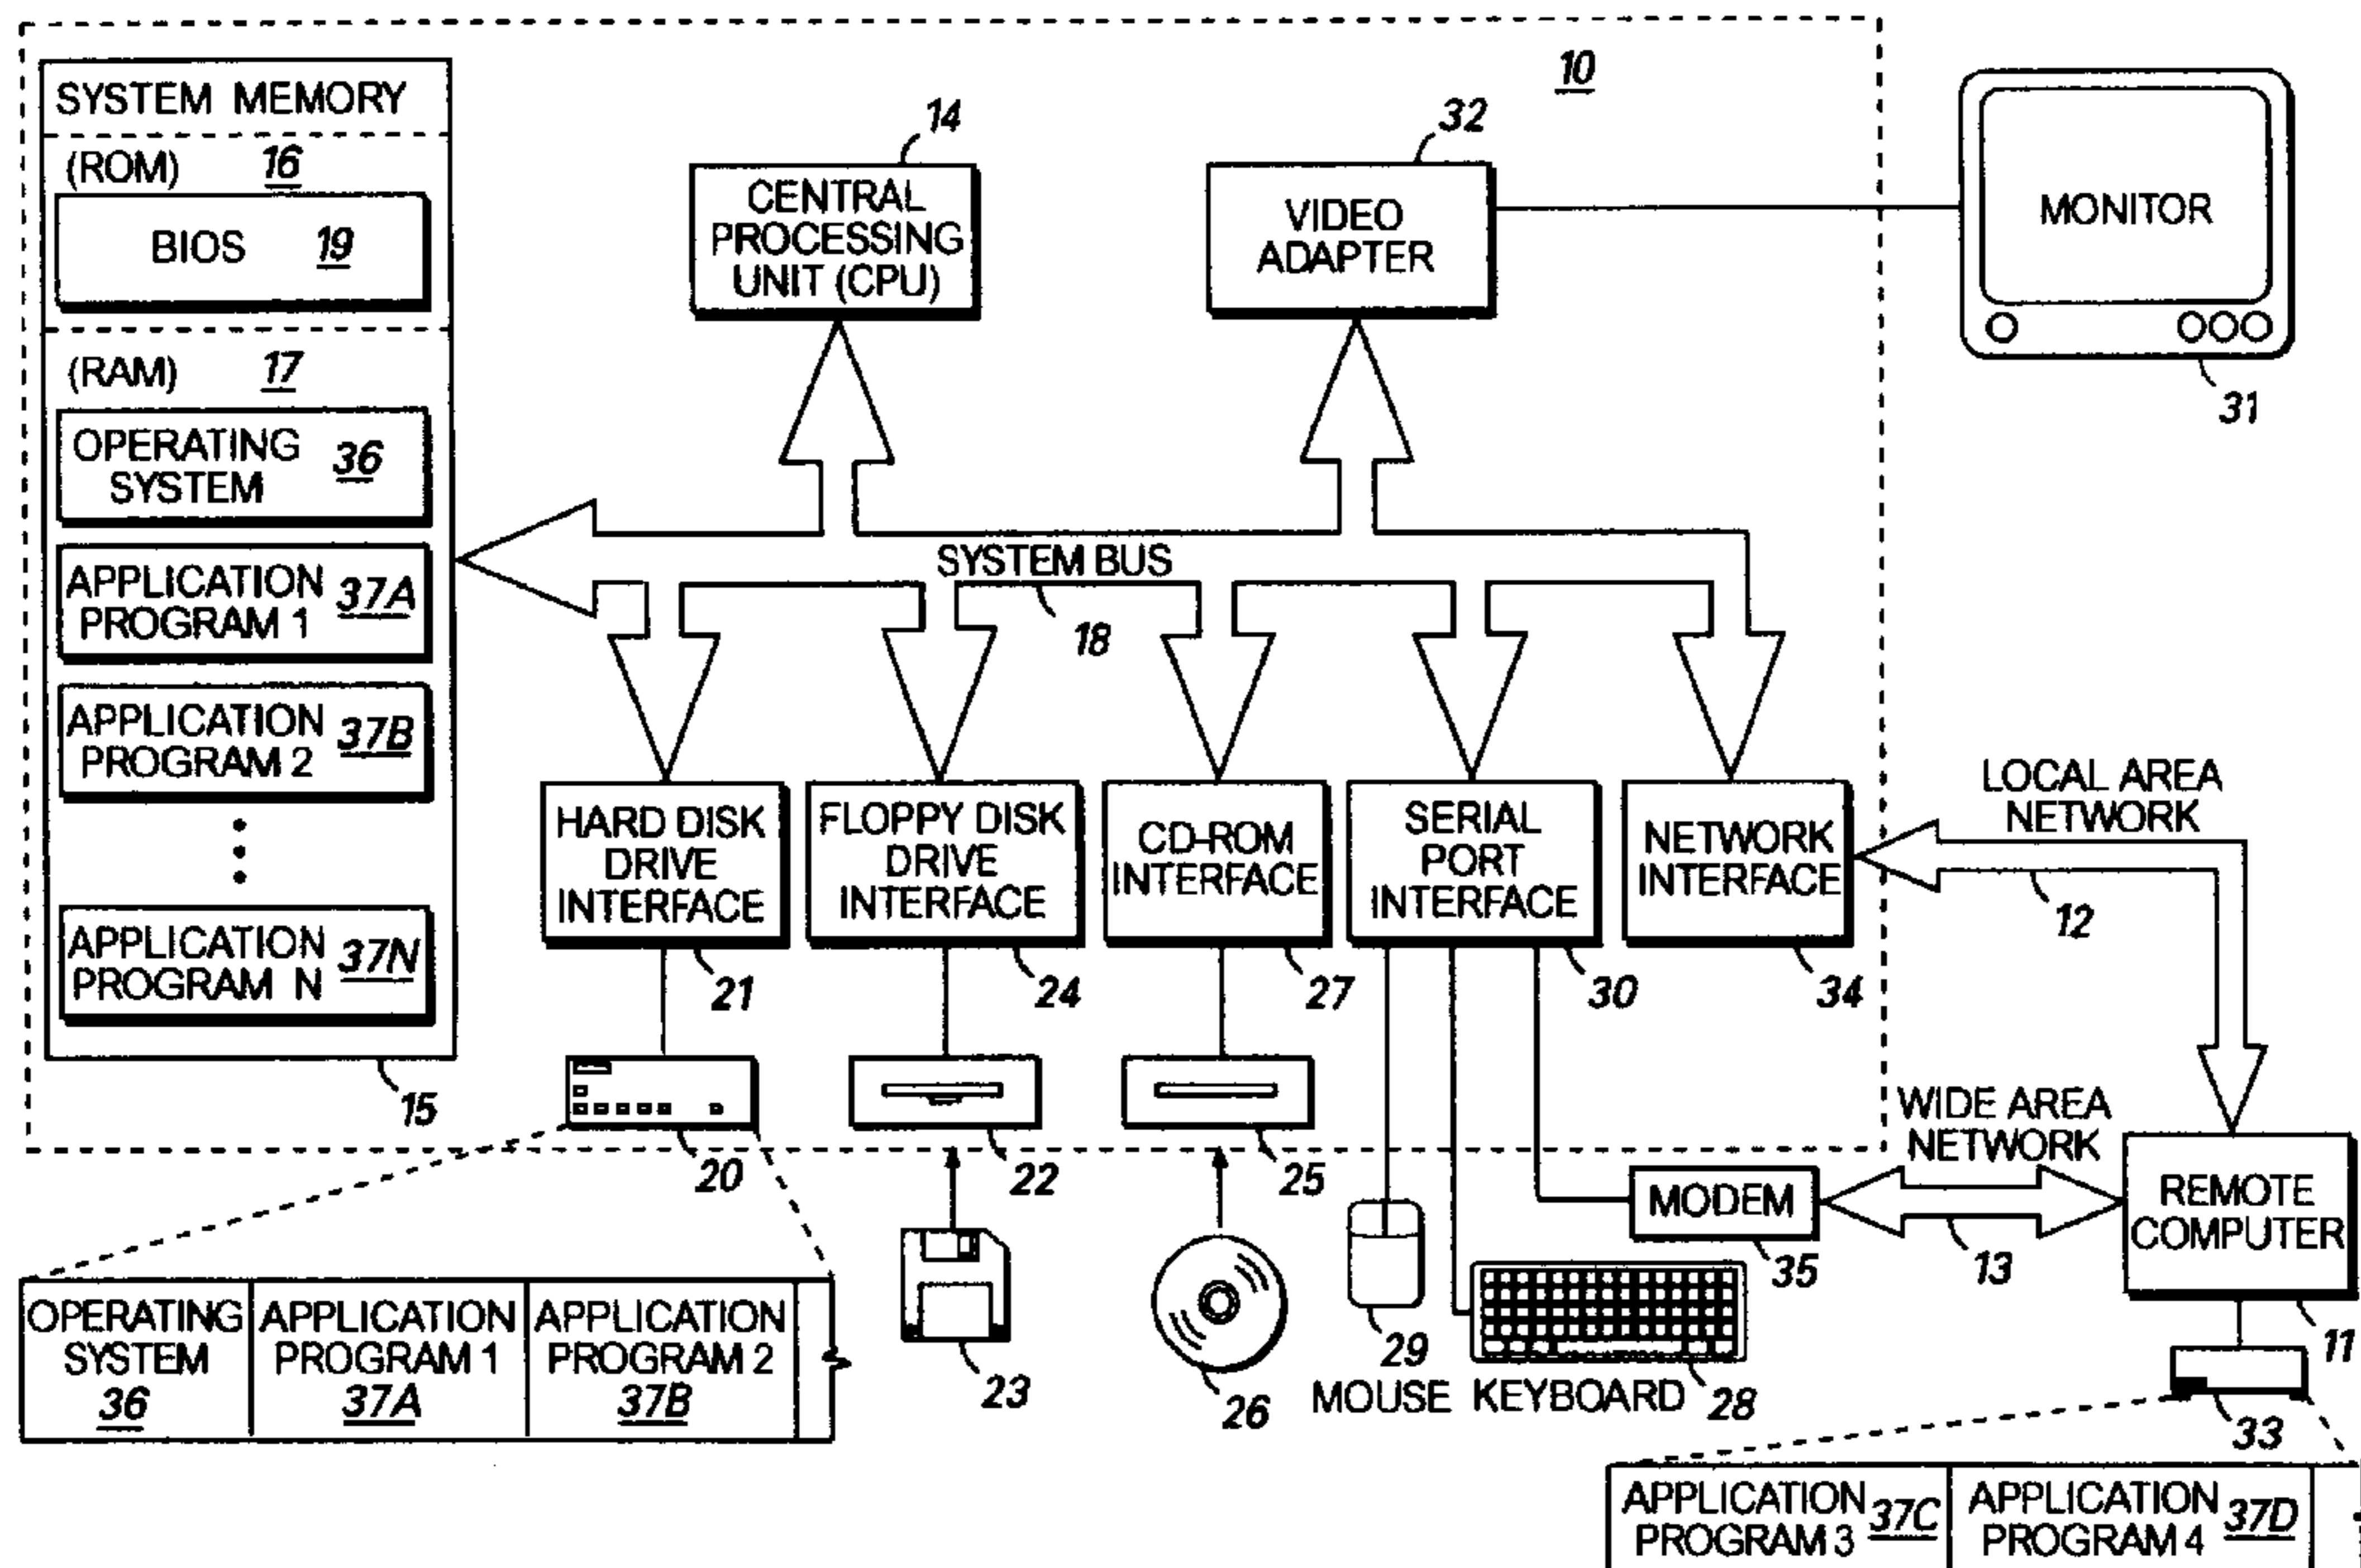 10
SYSTEM MEMORY
(ROM) 16
BIOS 19
(RAM) 17
OPERATING
SYSTEM 36
APPLICATION
PROGRAM 1 37A
APPLICATION
PROGRAM 2 37B
APPLICATION
PROGRAM N 37N
15
14
CENTRAL
PROCESSING
UNIT (CPU)
32
VIDEO
ADAPTER
MONITOR
31
SYSTEM BUS
18
HARD DISK
DRIVE
INTERFACE
21
FLOPPY DISK
DRIVE
INTERFACE
24
CD-ROM
INTERFACE
27
SERIAL
PORT
INTERFACE
30
NETWORK
INTERFACE
34
LOCAL AREA
NETWORK
12
20
22
25
WIDE AREA
NETWORK
13
MODEM
35
REMOTE
COMPUTER
11
OPERATING
SYSTEM
36
APPLICATION
PROGRAM 1
37A
APPLICATION
PROGRAM 2
37B
23
26
29
MOUSE
KEYBOARD
28
33
APPLICATION
PROGRAM 3 37C
APPLICATION
PROGRAM 4 37D